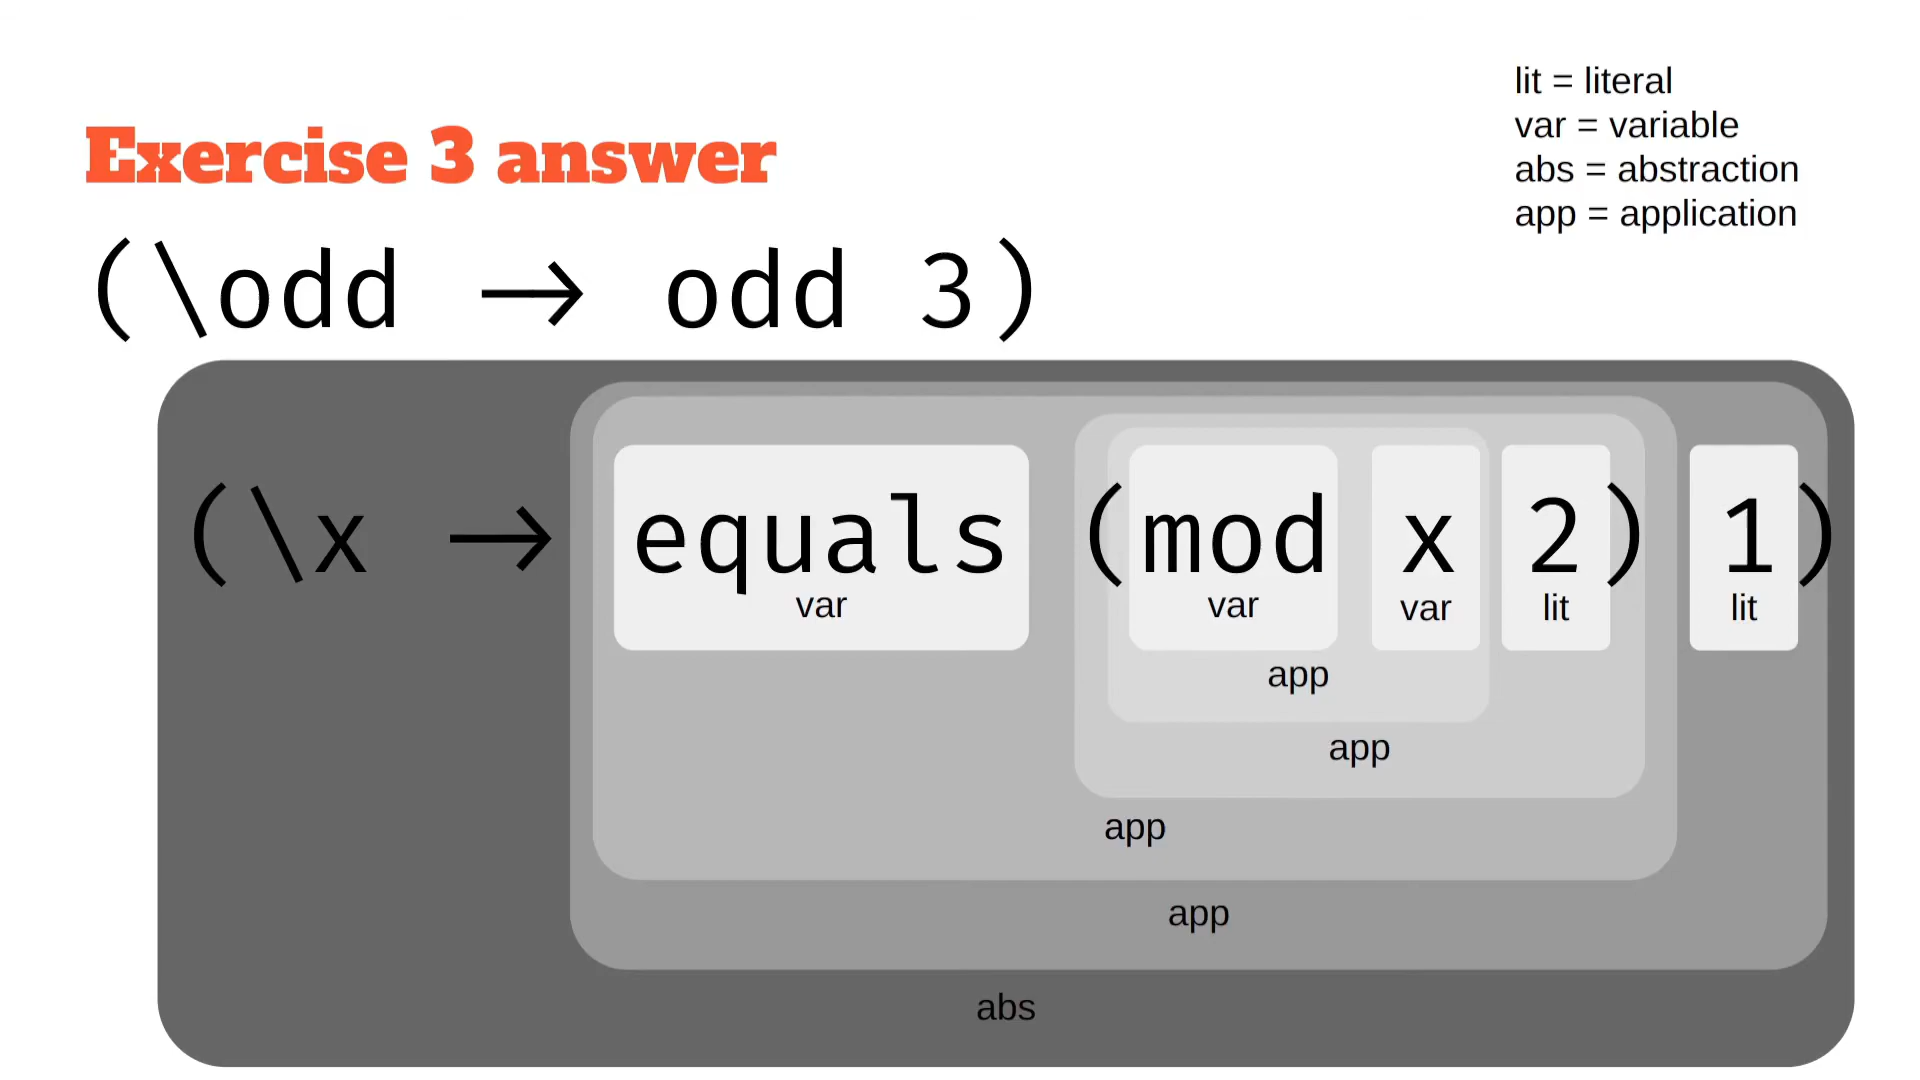 lit = literal
var = variable
abs = abstraction
app = application
Exercise 3 answer
(\odd → odd 3)
(\x → equals (mod x 2) 1)
var var var lit lit
app
app
app
app
abs